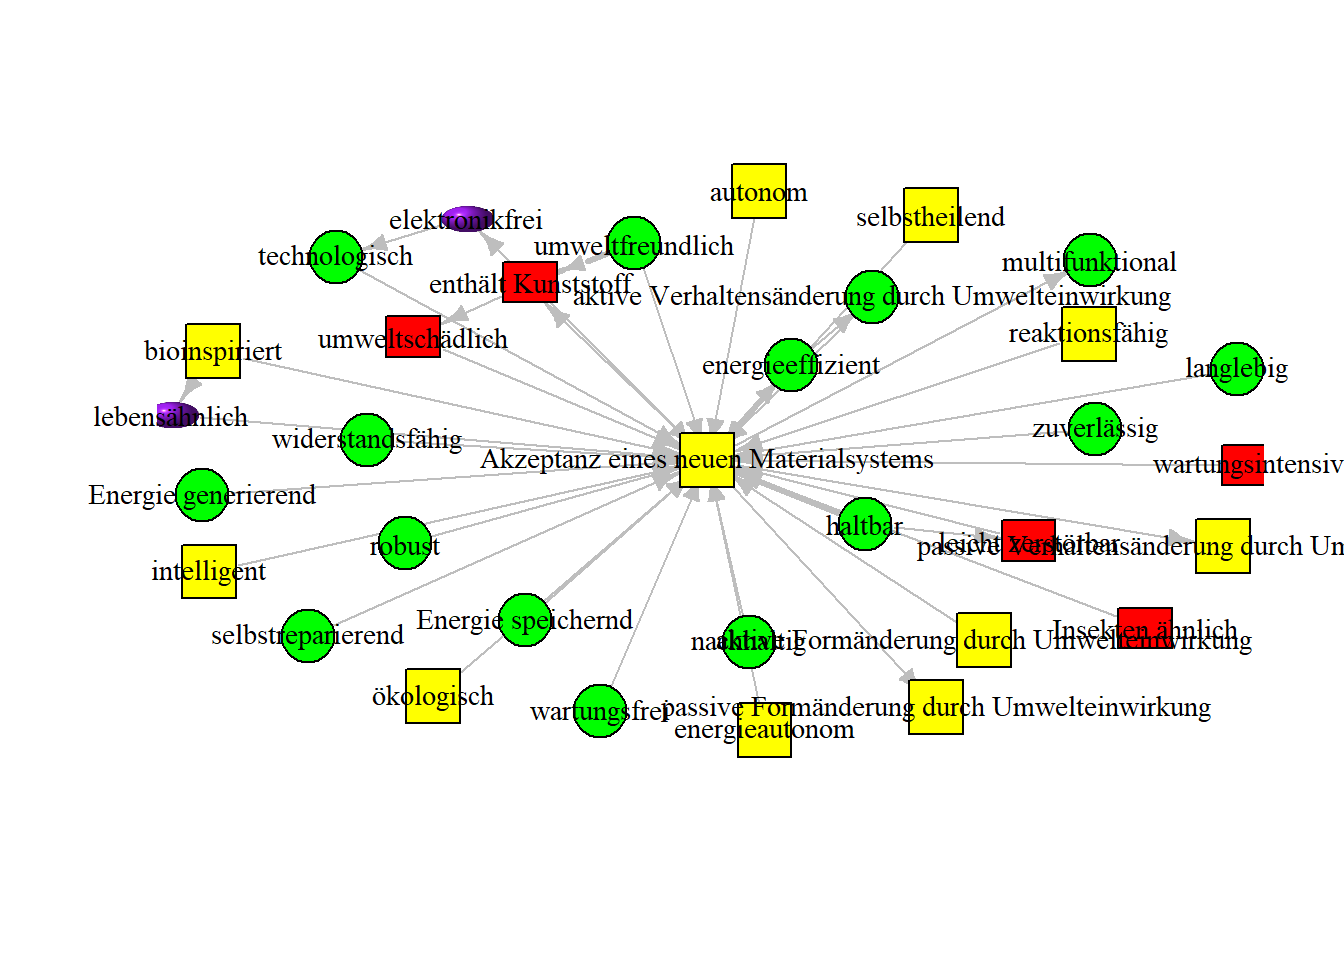 autonom
selbstheilend
elektronikfrei
umweltfreundlich
technologisch
multifunktional
enthält Kunststoff
aktive Verhaltensänderung durch Umwelteinwirkung
umweltschädlich
reaktionsfähig
bioinspiriert
energieeffizient
langlebig
lebensähnlich
widerstandsfähig
zuverlässig
Akzeptanz eines neuen Materialsystems
wartungsintensiv
Energie generierend
haltbar
robust
leicht zerstörbar
passive Verhaltensänderung durch Um
intelligent
Energie speichernd
selbstreparierend
Insekten ähnlich
nachhaltig
aktive Formänderung durch Umwelteinwirkung
ökologisch
wartungsfrei
passive Formänderung durch Umwelteinwirkung
energieautonom